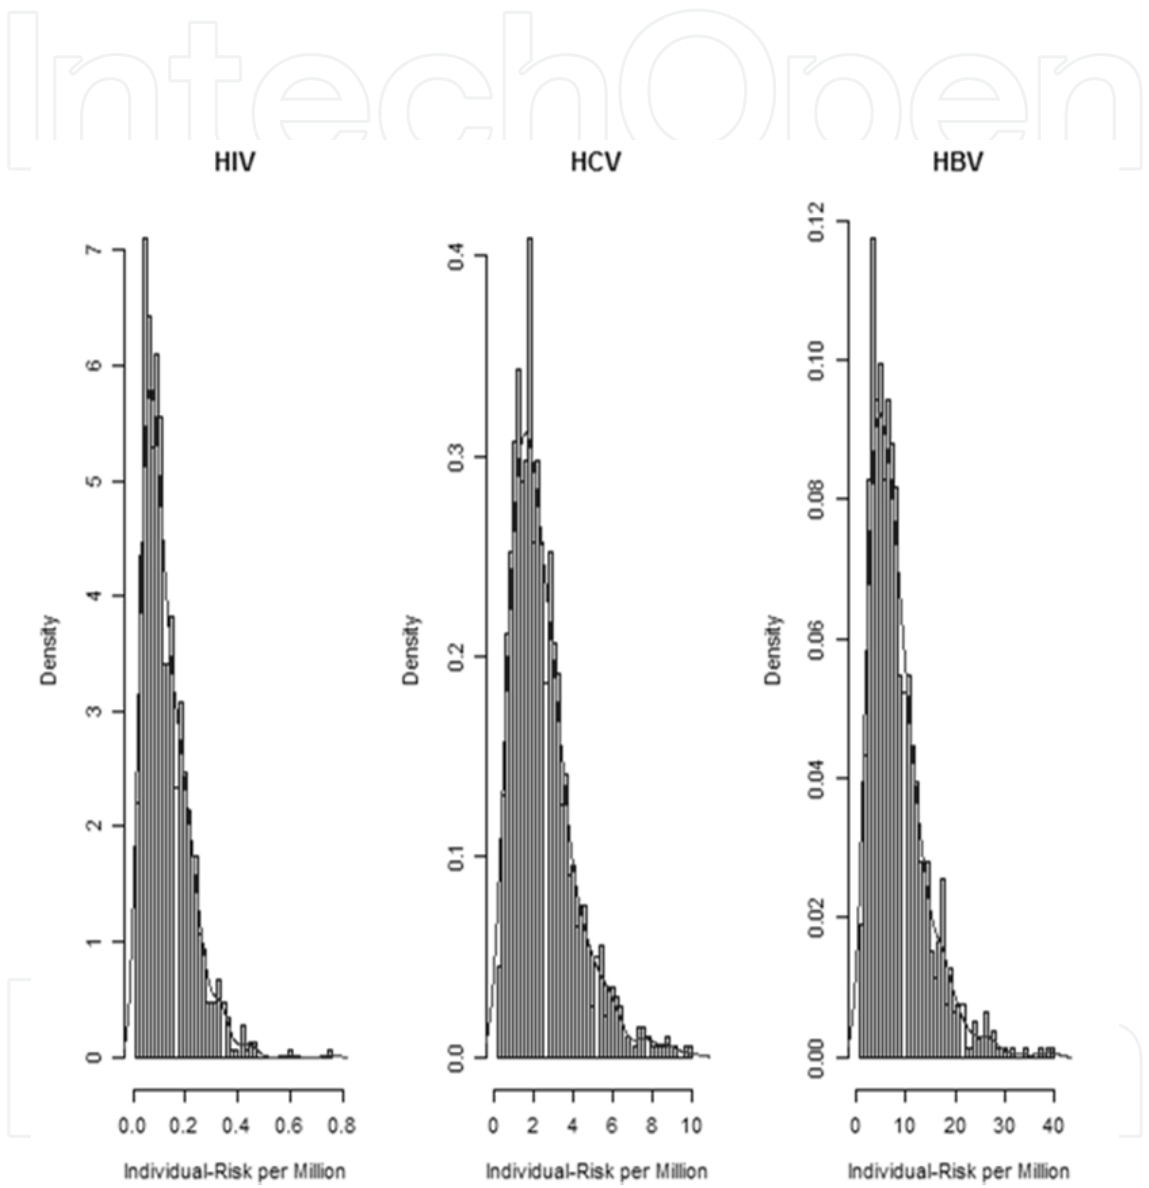 IntechOpen
HIV HCV HBV
Density
0 1 2 3 4 5 6 7
0.0 0.2 0.4 0.6 0.8
Individual-Risk per Million
Density
0.0 0.1 0.2 0.3 0.4
0 2 4 6 8 10
Individual-Risk per Million
Density
0.00 0.02 0.04 0.06 0.08 0.10 0.12
0 10 20 30 40
Individual-Risk per Million